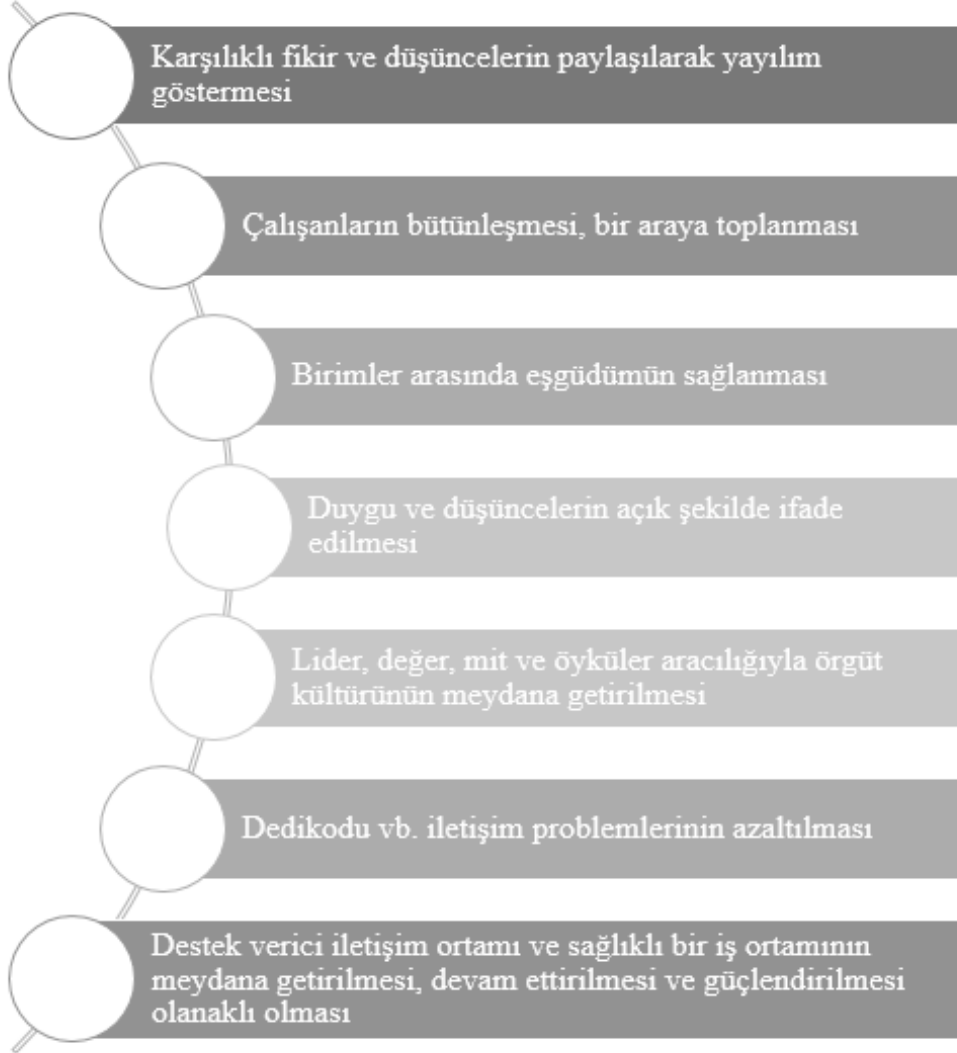 Karşılıklı fikir ve düşüncelerin paylaşılarak yayılım
göstermesi
Çalışanların bütünleşmesi, bir araya toplanması
Birimler arasında eşgüdümün sağlanması
Duygu ve düşüncelerin açık şekilde ifade
edilmesi
Lider, değer, mit ve öyküler aracılığıyla örgüt
kültürünün meydana getirilmesi
Dedikodu vb. iletişim problemlerinin azaltılması
Destek verici iletişim ortamı ve sağlıklı bir iş ortamının
meydana getirilmesi, devam ettirilmesi ve güçlendirilmesi
olanaklı olması